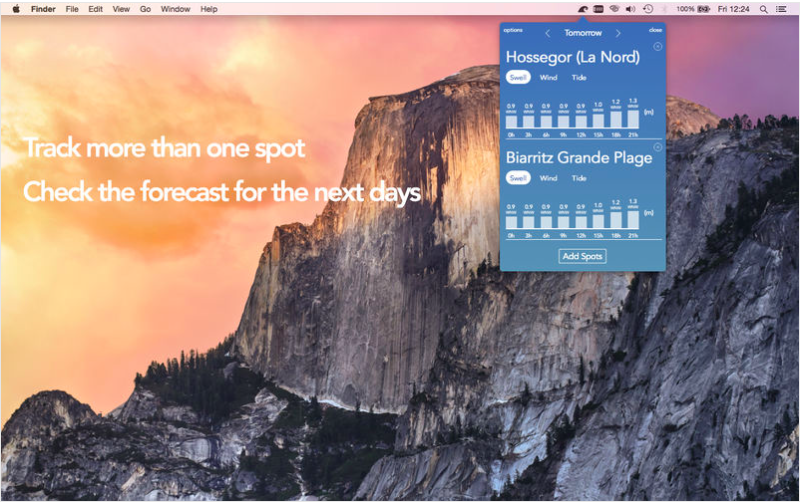 Finder File Edit View Go Window Help
100% Fri 12:24
options Tomorrow close
Hossegor (La Nord)
Swell Wind Tide
0.9 0.9 0.9 0.9 0.9 1.0 1.2 1.3
(m)
0h 3h 6h 9h 12h 15h 18h 21h
Track more than one spot
Check the forecast for the next days
Biarritz Grande Plage
Swell Wind Tide
0.9 0.9 0.9 0.9 0.9 1.0 1.2 1.3
(m)
0h 3h 6h 9h 12h 15h 18h 21h
Add Spots